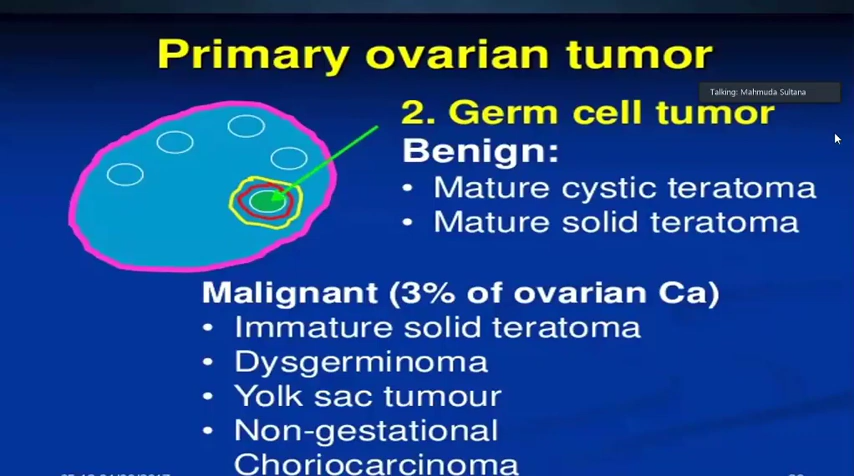 Primary ovarian tumor
Talking: Mahmuda Sultana
2. Germ cell tumor
Benign:
• Mature cystic teratoma
• Mature solid teratoma
Malignant (3% of ovarian Ca)
• Immature solid teratoma
• Dysgerminoma
• Yolk sac tumour
• Non-gestational
Choriocarcinoma